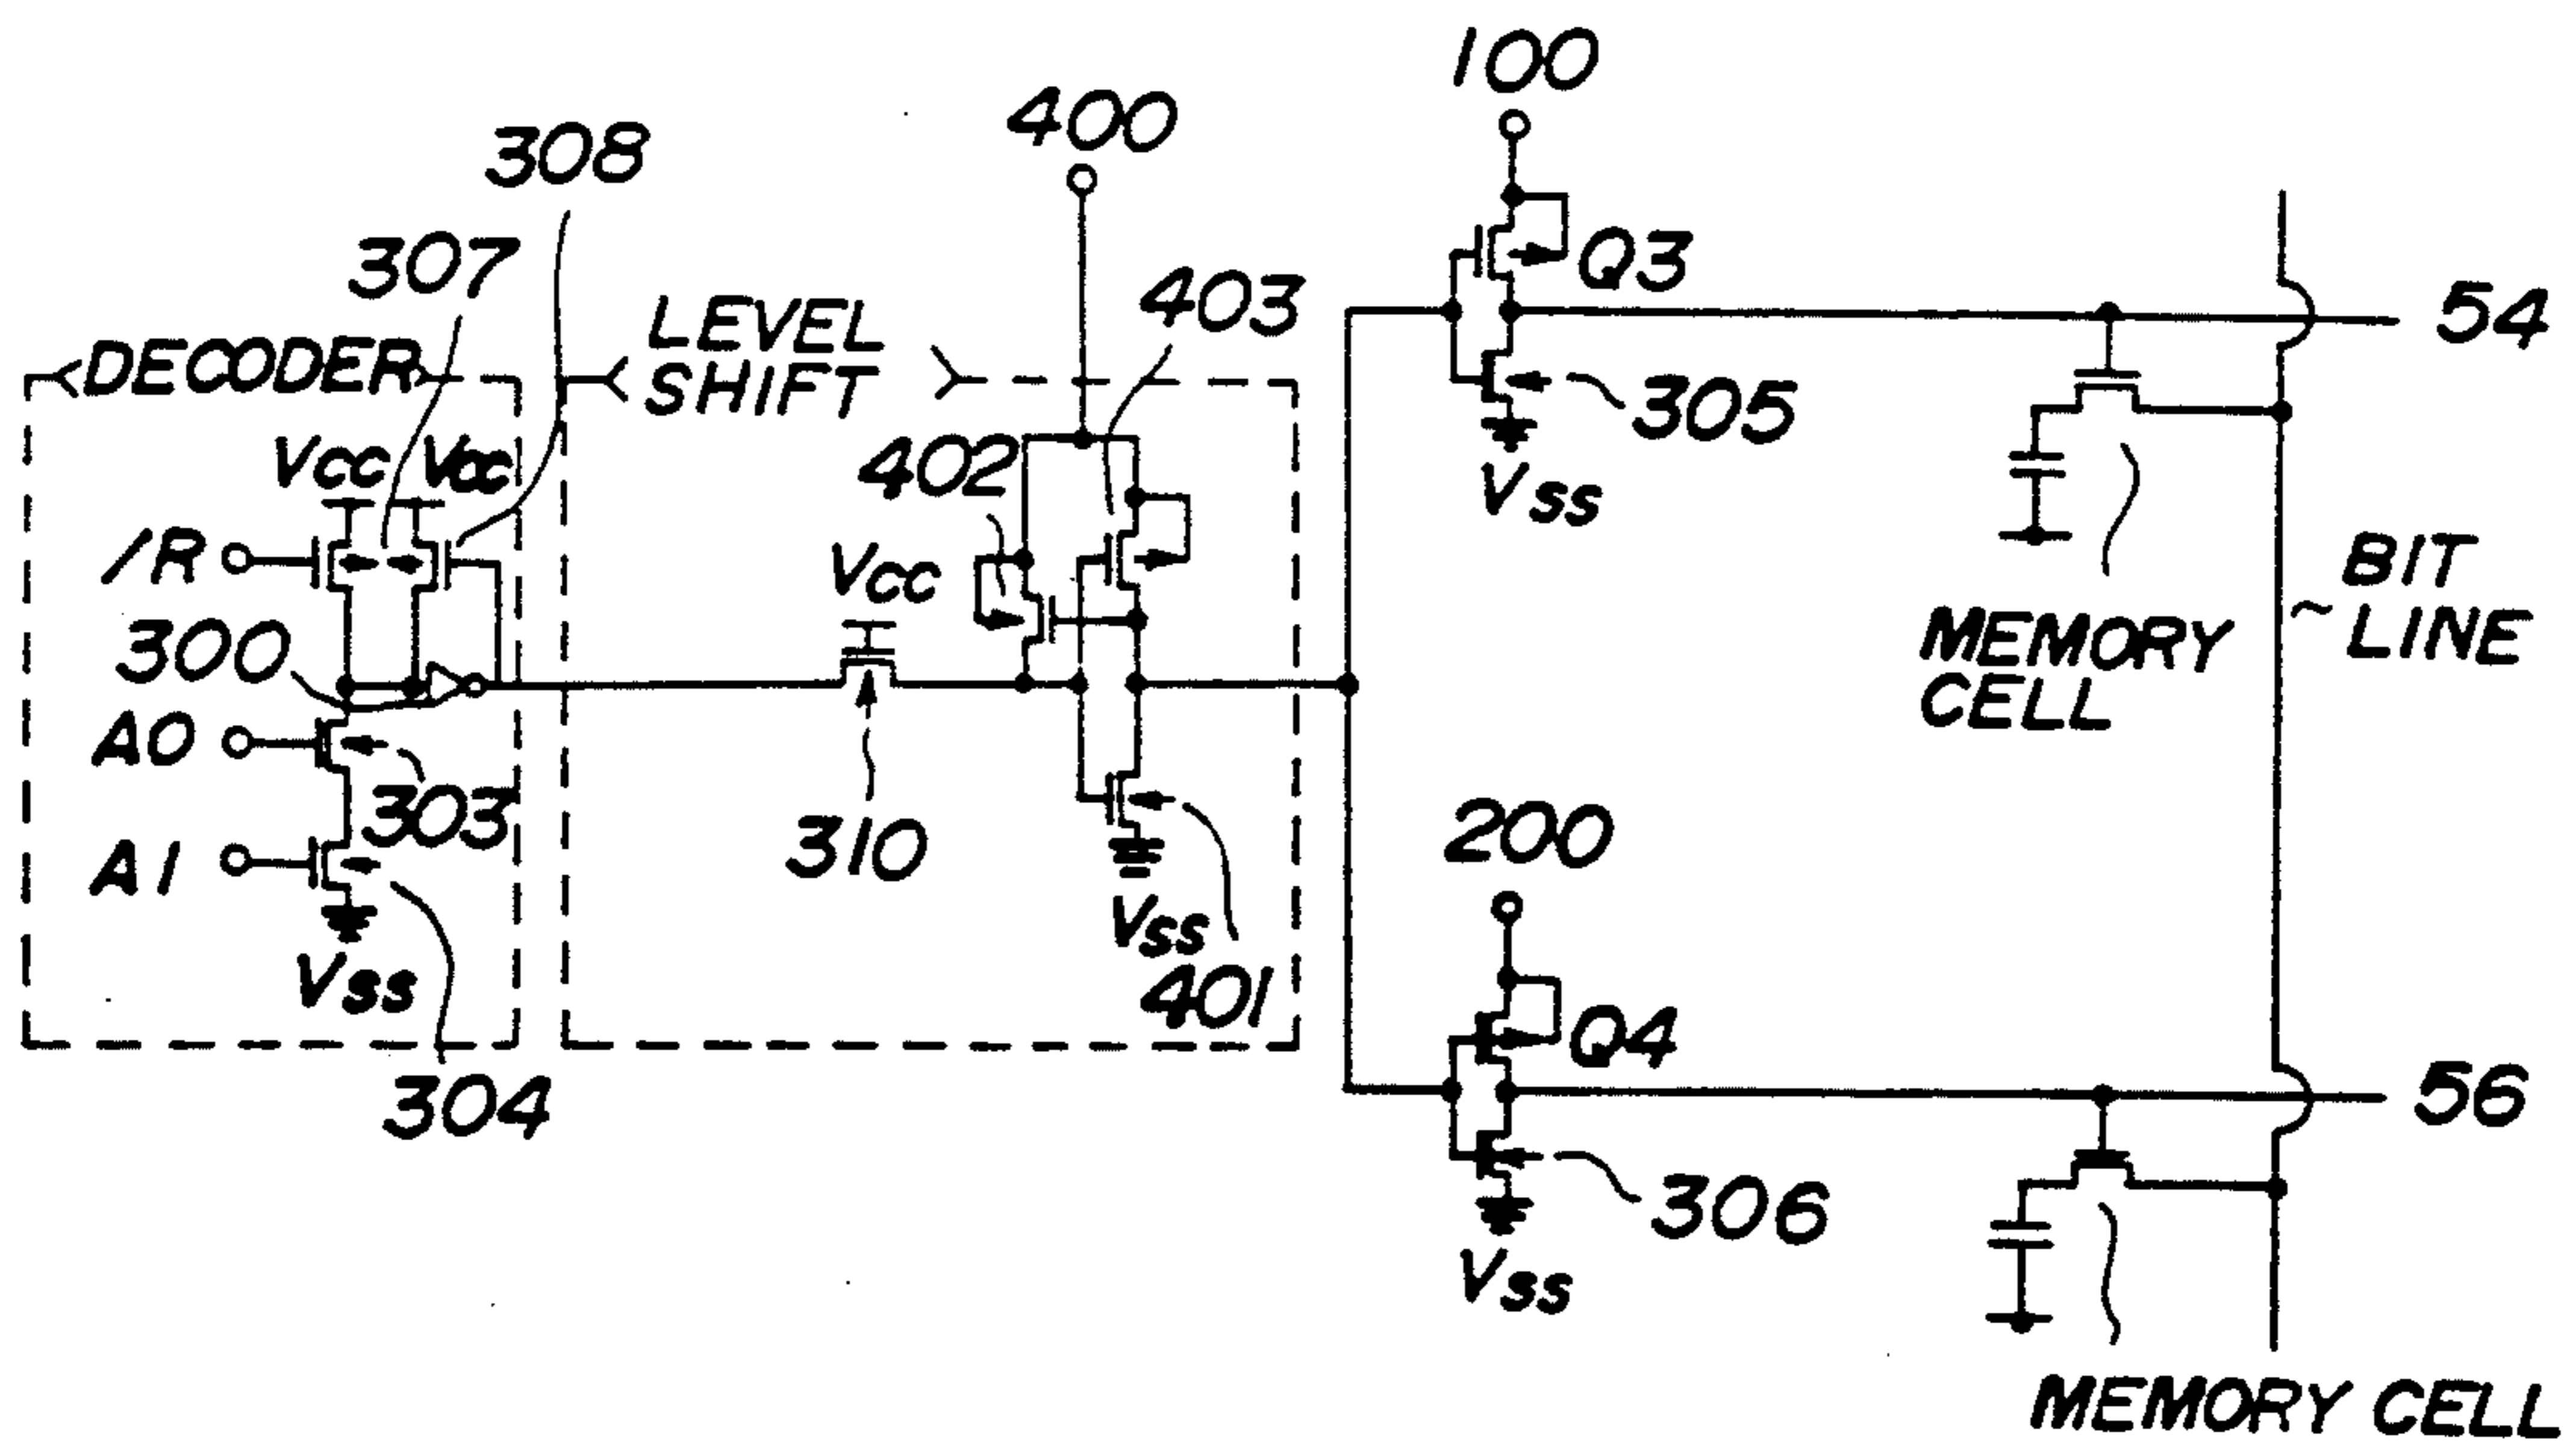 100
400
308
307
Q3
403
54
LEVEL
SHIFT
DECODER
305
402
Vcc
Vcc
Vss
/R
Vcc
BIT
LINE
MEMORY
CELL
300
A0
303
310
200
A1
Vss
Vss
401
Q4
56
304
306
Vss
MEMORY CELL